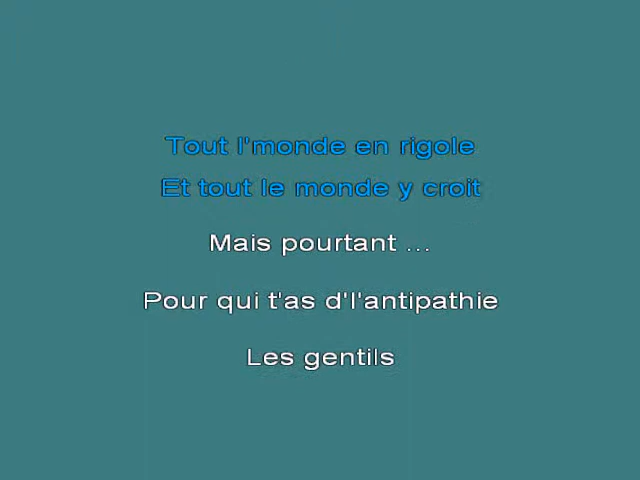 Tout l'monde en rigole
Et tout le monde y croit
Mais pourtant ...
Pour qui t'as d'l'antipathie
Les gentils